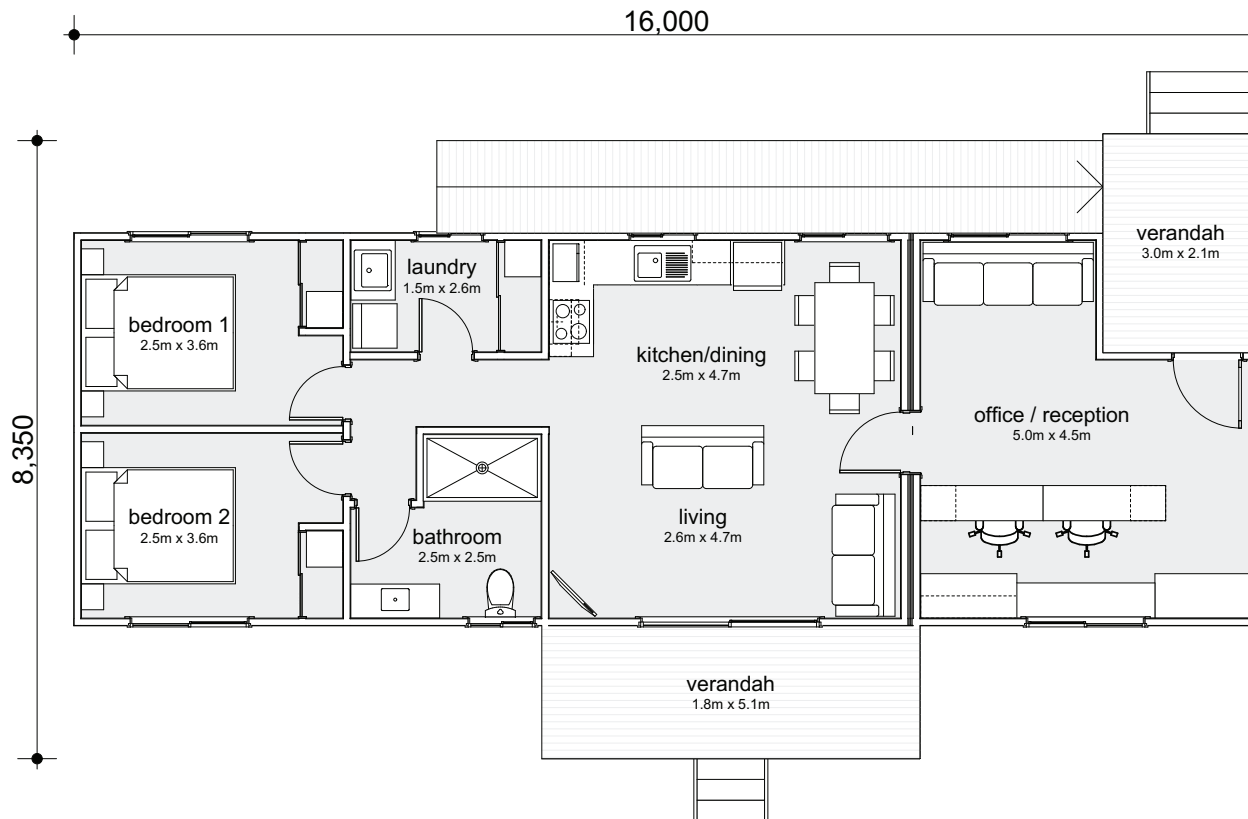 16,000
8,350
verandah
3.0m x 2.1m
laundry
1.5m x 2.6m
bedroom 1
2.5m x 3.6m
kitchen/dining
2.5m x 4.7m
office / reception
5.0m x 4.5m
bedroom 2
2.5m x 3.6m
bathroom
2.5m x 2.5m
living
2.6m x 4.7m
verandah
1.8m x 5.1m